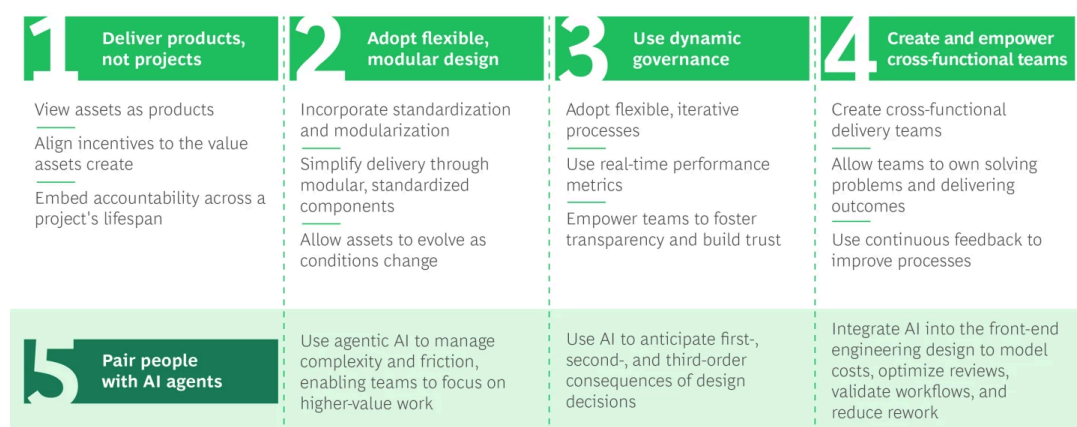 1
Deliver products,
not projects
View assets as products
Align incentives to the value
assets create
Embed accountability across a
project's lifespan
2
Adopt flexible,
modular design
Incorporate standardization
and modularization
Simplify delivery through
modular, standardized
components
Allow assets to evolve as
conditions change
3
Use dynamic
governance
Adopt flexible, iterative
processes
Use real-time performance
metrics
Empower teams to foster
transparency and build trust
4
Create and empower
cross-functional teams
Create cross-functional
delivery teams
Allow teams to own solving
problems and delivering
outcomes
Use continuous feedback to
improve processes
5
Pair people
with AI agents
Use agentic AI to manage
complexity and friction,
enabling teams to focus on
higher-value work
Use AI to anticipate first-,
second-, and third-order
consequences of design
decisions
Integrate AI into the front-end
engineering design to model
costs, optimize reviews,
validate workflows, and
reduce rework